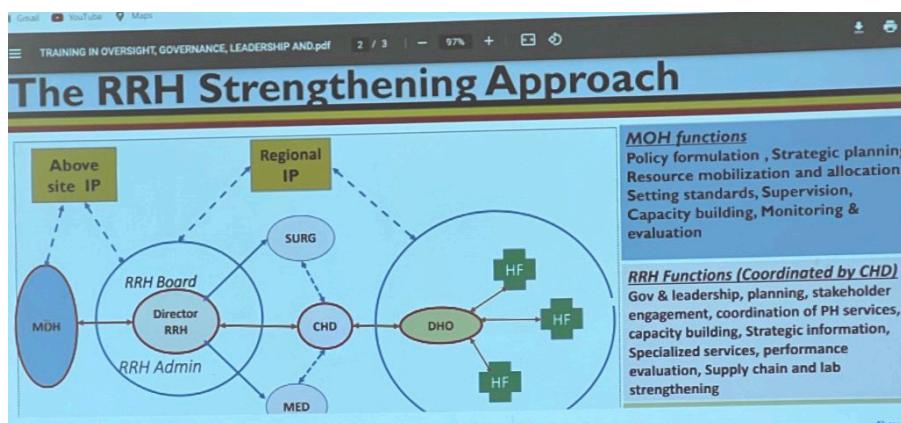 Gmail YouTube Maps
TRAINING IN OVERSIGHT, GOVERNANCE, LEADERSHIP AND.pdf 2 / 3 — 97% +
The RRH Strengthening Approach
Above
site IP
Regional
IP
SURG
RRH Board
MOH
Director
RRH
CHD
DHO
HF
HF
HF
RRH Admin
MED
MOH functions
Policy formulation , Strategic planning
Resource mobilization and allocation
Setting standards, Supervision,
Capacity building, Monitoring &
evaluation
RRH Functions (Coordinated by CHD)
Gov & leadership, planning, stakeholder
engagement, coordination of PH services,
capacity building, Strategic information,
Specialized services, performance
evaluation, Supply chain and lab
strengthening